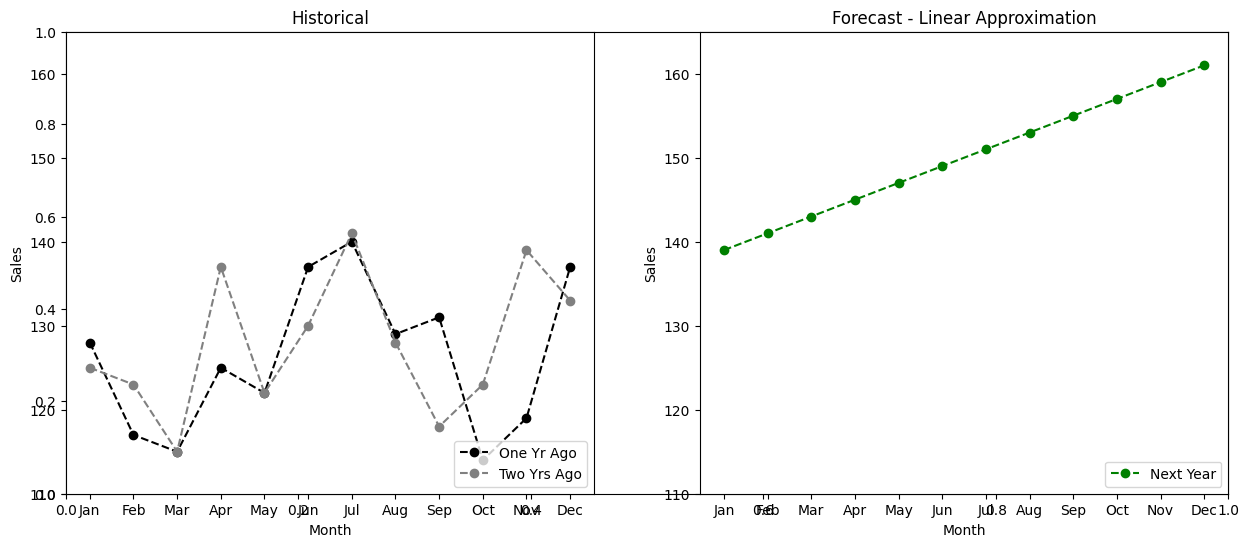 Historical
Forecast - Linear Approximation
1.0
160
0.8
150
0.6
140
0.4
130
0.2
120
0.0
110
Sales
160
150
140
130
120
110
Sales
One Yr Ago
Two Yrs Ago
Next Year
0.0 Jan Feb Mar Apr May 0.2 Jun Jul Aug Sep Oct Nov 0.4 Dec
Jan Feb 0.6 Mar Apr May Jun Jul 0.8 Aug Sep Oct Nov Dec 1.0
Month
Month